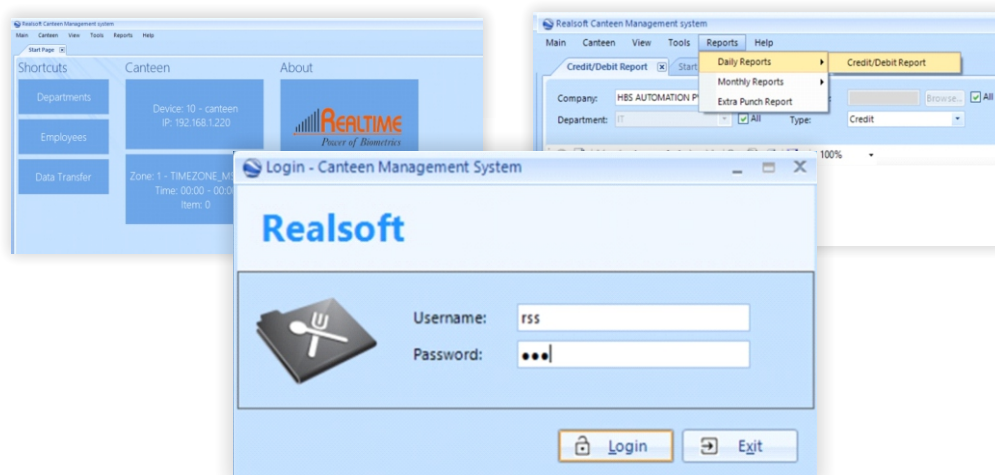 Realsoft Canteen Management system
Main Canteen View Tools Reports Help
Start Page
Shortcuts
Departments
Employees
Data Transfer
Canteen
Device: 10 - canteen
IP: 192.168.1.220
Zone: 1 - TIMEZONE_MS
Time: 00:00 - 00:00
Item: 0
About
REALTIME
Power of Biometrics
Realsoft Canteen Management system
Main Canteen View Tools Reports Help
Credit/Debit Report Start
Daily Reports Credit/Debit Report
Monthly Reports
Extra Punch Report
Company: HBS AUTOMATION P Browse... All
Department: IT All Type: Credit
100%
Login - Canteen Management System
Realsoft
Username: rss
Password: ●●●
Login Exit